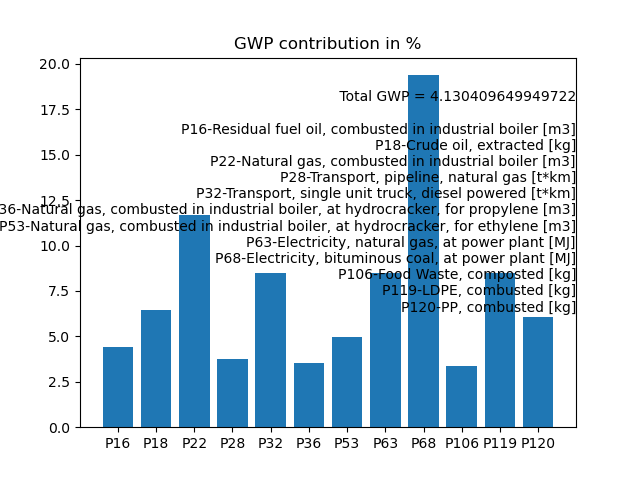 GWP contribution in %
20.0
Total GWP = 4.130409649949722
17.5
P16-Residual fuel oil, combusted in industrial boiler [m3]
P18-Crude oil, extracted [kg]
15.0
P22-Natural gas, combusted in industrial boiler [m3]
P28-Transport, pipeline, natural gas [t*km]
P32-Transport, single unit truck, diesel powered [t*km]
12.5
36-Natural gas, combusted in industrial boiler, at hydrocracker, for propylene [m3]
P53-Natural gas, combusted in industrial boiler, at hydrocracker, for ethylene [m3]
10.0
P63-Electricity, natural gas, at power plant [MJ]
P68-Electricity, bituminous coal, at power plant [MJ]
P106-Food Waste, composted [kg]
7.5
P119-LDPE, combusted [kg]
P120-PP, combusted [kg]
5.0
2.5
0.0
P16 P18 P22 P28 P32 P36 P53 P63 P68 P106 P119 P120